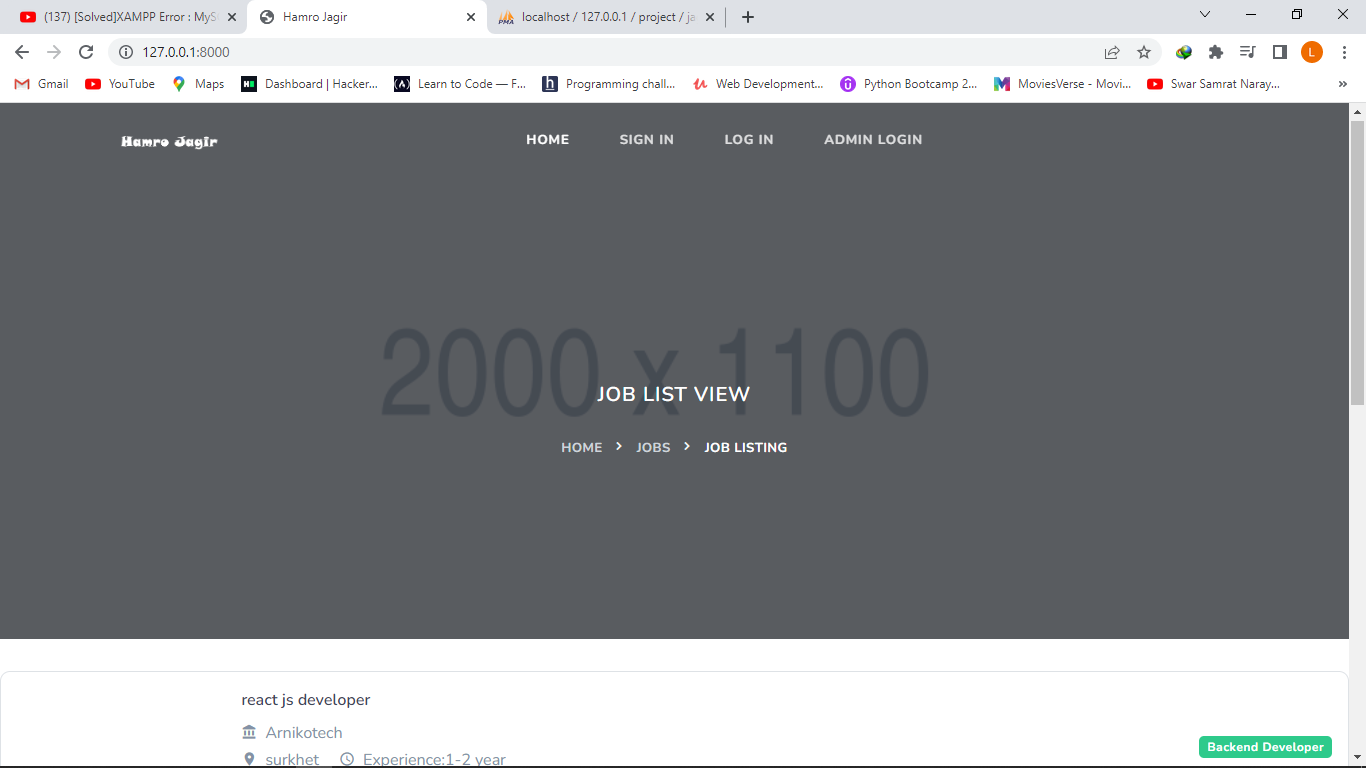 (137) [Solved]XAMPP Error : MyS
Hamro Jagir
localhost / 127.0.0.1 / project / ja
127.0.0.1:8000
L
Gmail
YouTube
Maps
Dashboard | Hacker...
Learn to Code — F...
Programming chall...
Web Development...
Python Bootcamp 2...
MoviesVerse - Movi...
Swar Samrat Naray...
»
Hamro Jagir
HOME
SIGN IN
LOG IN
ADMIN LOGIN
2000 x 1100
JOB LIST VIEW
HOME > JOBS > JOB LISTING
react js developer
Arnikotech
surkhet
Experience:1-2 year
Backend Developer